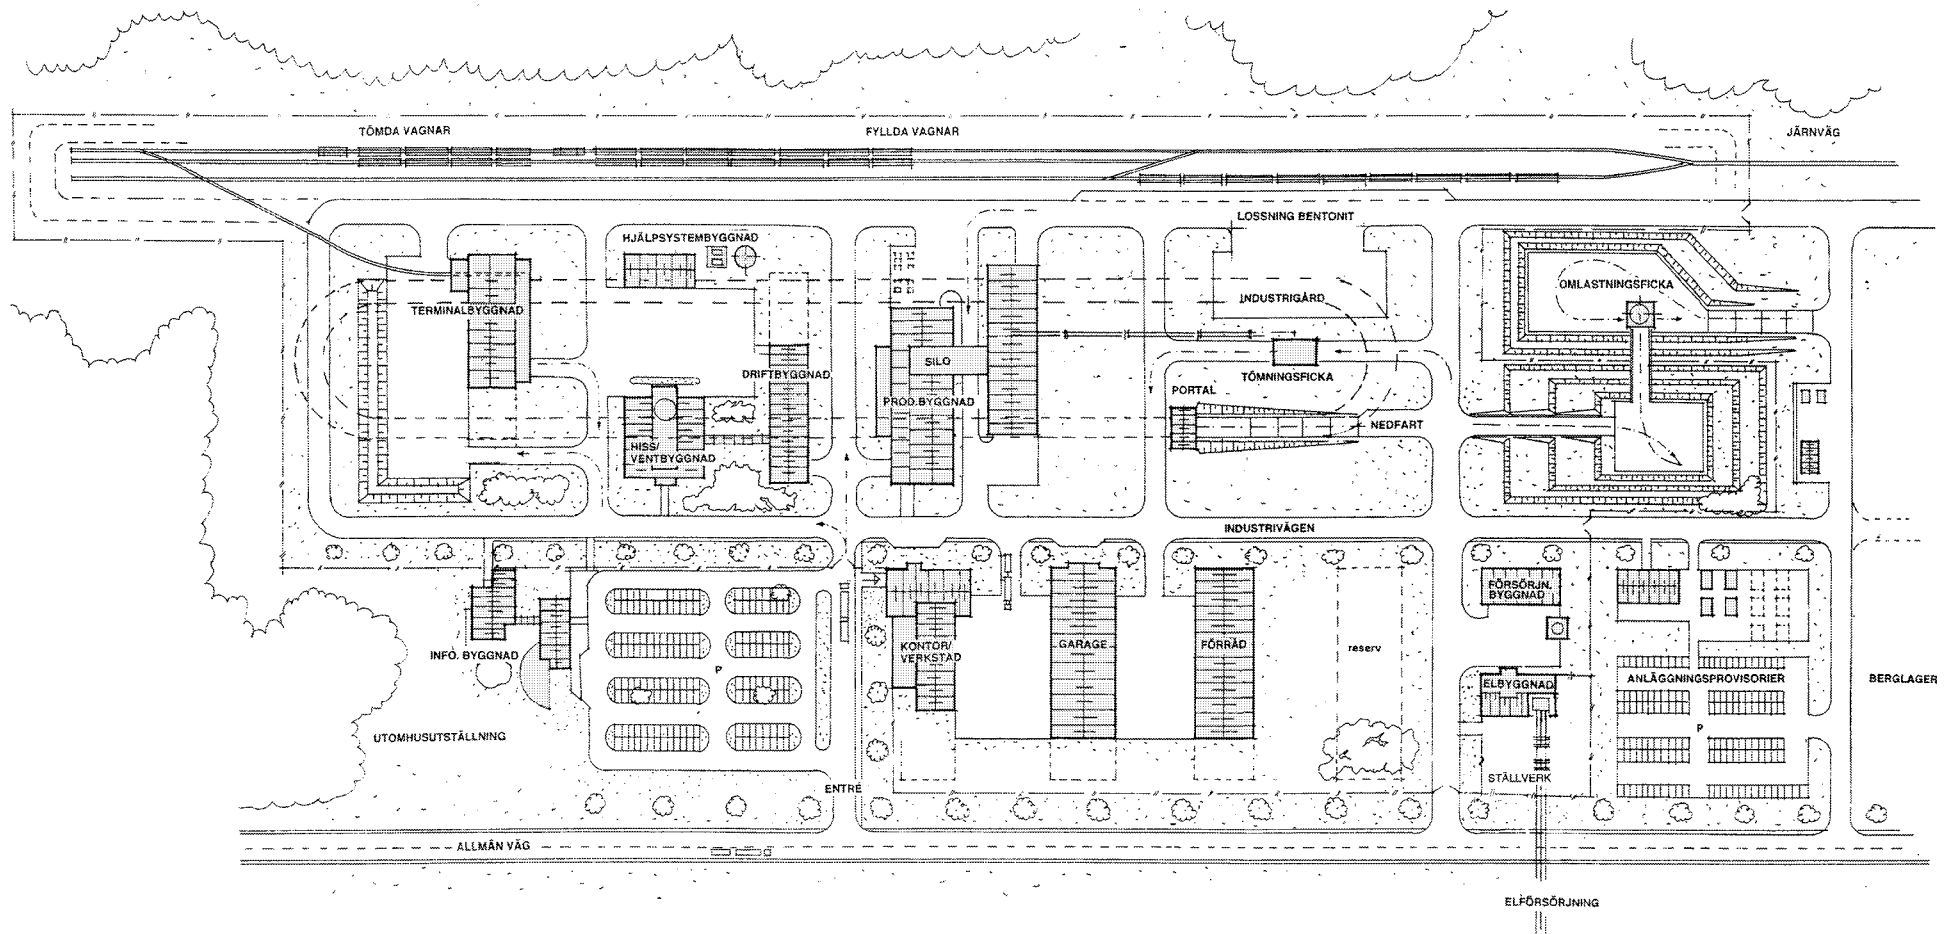 TÖMDA VAGNAR
FYLLDA VAGNAR
JÄRNVÄG
LOSSNING BENTONIT
HJÄLPSYSTEMBYGGNAD
OMLASTNINGSFICKA
INDUSTRIGÅRD
TERMINALBYGGNAD
SILO
DRIFTBYGGNAD
TÖMNINGSFICKA
PORTAL
PROD.BYGGNAD
NEDFART
HISS/
VENTBYGGNAD
INDUSTRIVÄGEN
FÖRSÖRJN.
BYGGNAD
KONTOR/
VERKSTAD
GARAGE
FÖRRÅD
reserv
INFO. BYGGNAD
P
ELBYGGNAD
ANLÄGGNINGSPROVISORIER
BERGLAGER
P
UTOMHUSUTSTÄLLNING
STÄLLVERK
ENTRÉ
ALLMÄN VÄG
ELFÖRSÖRJNING